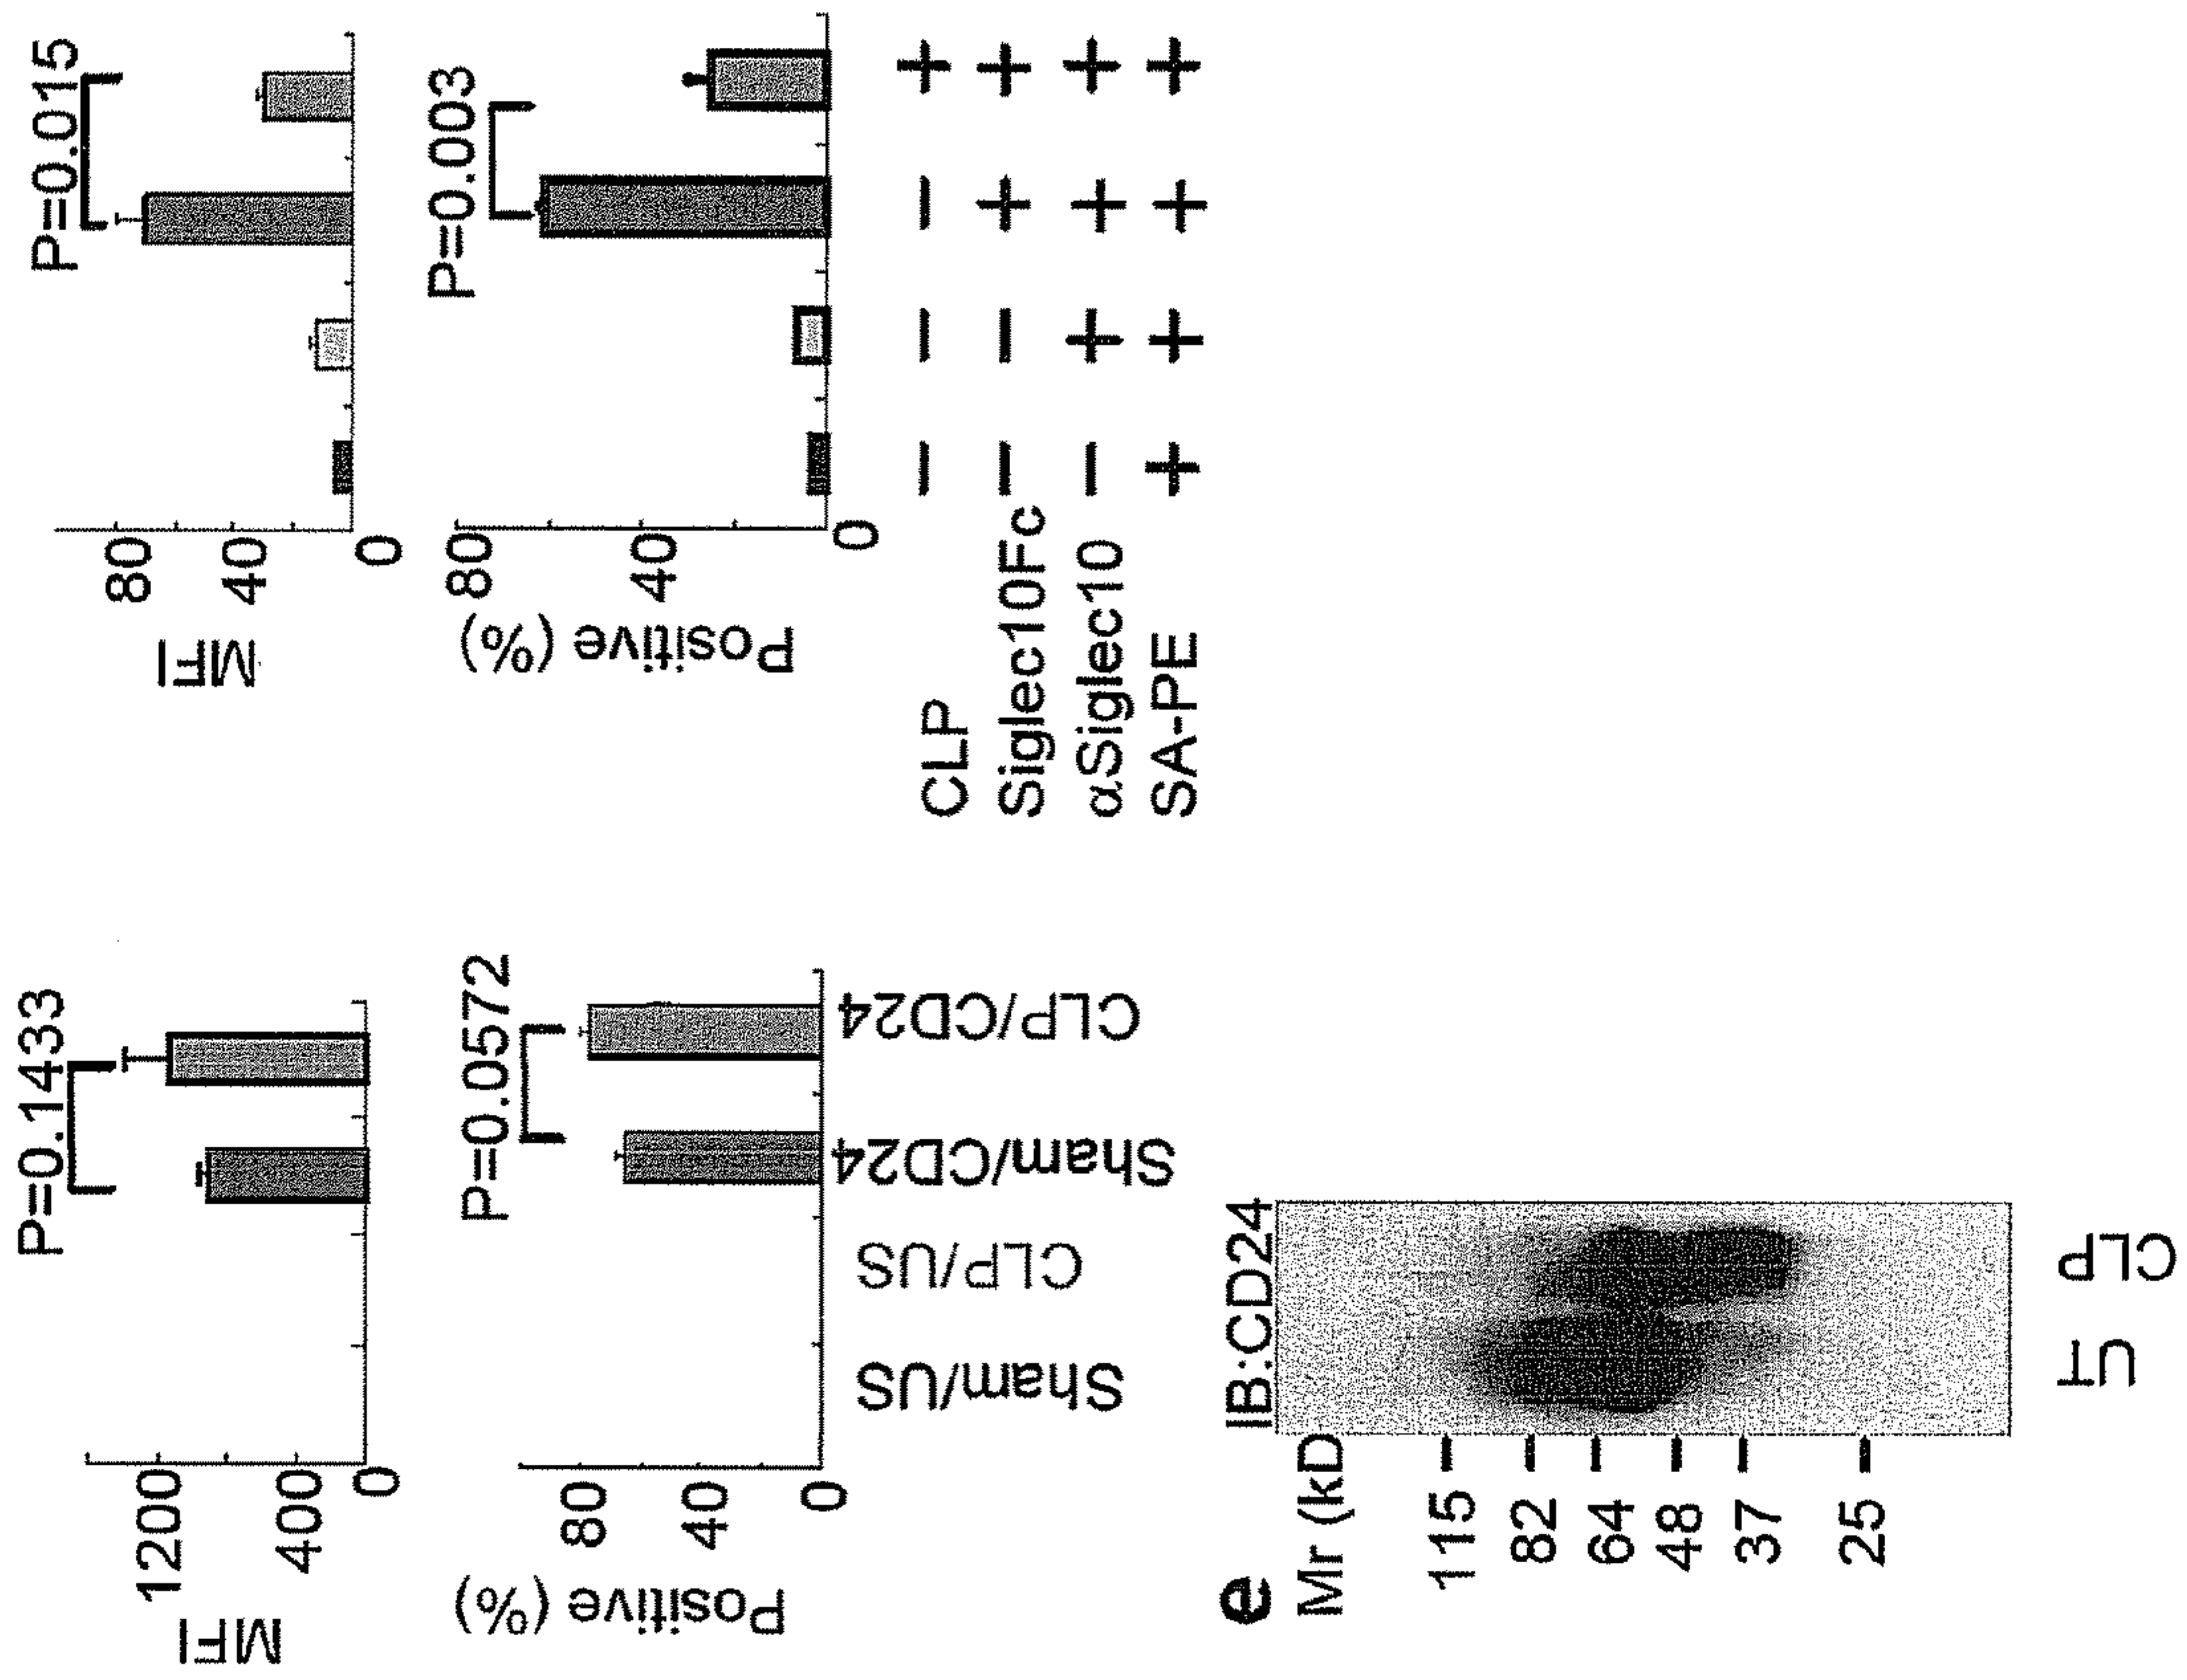 P=0.1433
MFI
1200
400
0
P=0.0572
Positive (%)
80
40
0
Sham/US
CLP/US
Sham/CD24
CLP/CD24
P=0.015
MFI
80
40
0
P=0.003
Positive (%)
80
40
0
CLP − − − +
Siglec10Fc − − + +
αSiglec10 − + + +
SA-PE + + + +
e
IB:CD24
Mr (kD
115
82
64
48
37
25
UT
CLP